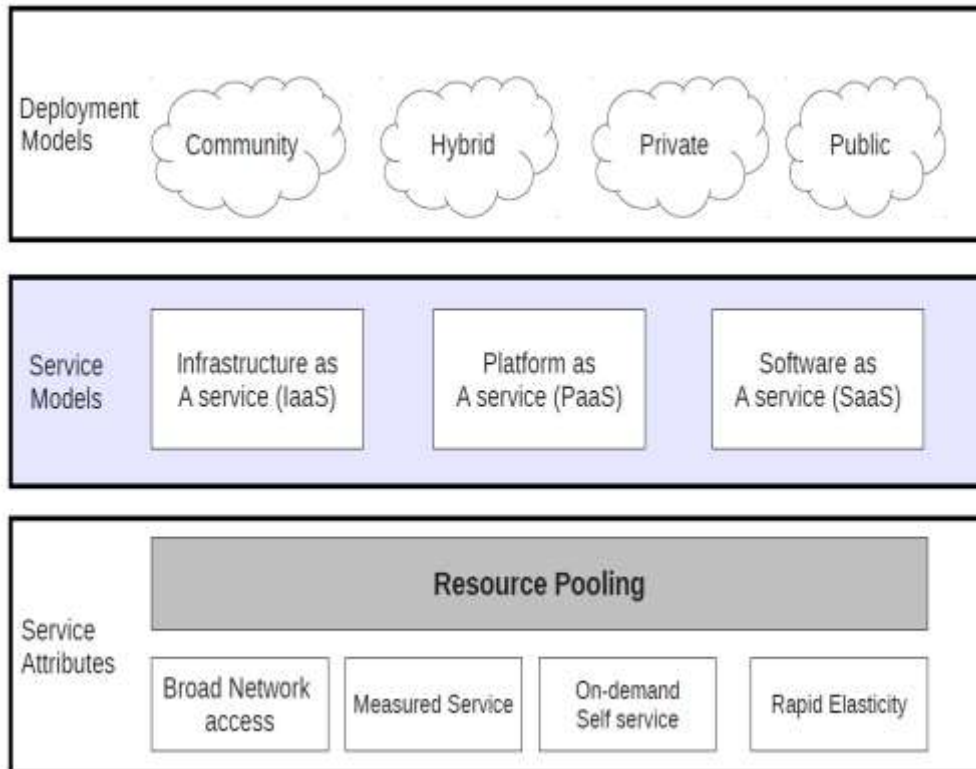 Deployment
Models
Community
Hybrid
Private
Public
Service
Models
Infrastructure as
A service (IaaS)
Platform as
A service (PaaS)
Software as
A service (SaaS)
Service
Attributes
Resource Pooling
Broad Network
access
Measured Service
On-demand
Self service
Rapid Elasticity